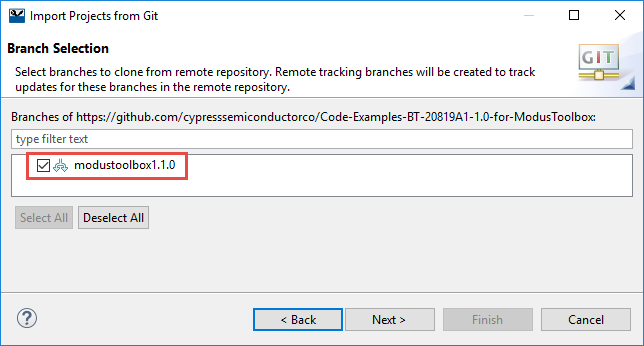 Import Projects from Git
Branch Selection
Select branches to clone from remote repository. Remote tracking branches will be created to track
updates for these branches in the remote repository.
GIT
Branches of https://github.com/cypresssemiconductorco/Code-Examples-BT-20819A1-1.0-for-ModusToolbox:
type filter text
modustoolbox1.1.0
Select All Deselect All
? < Back Next > Finish Cancel